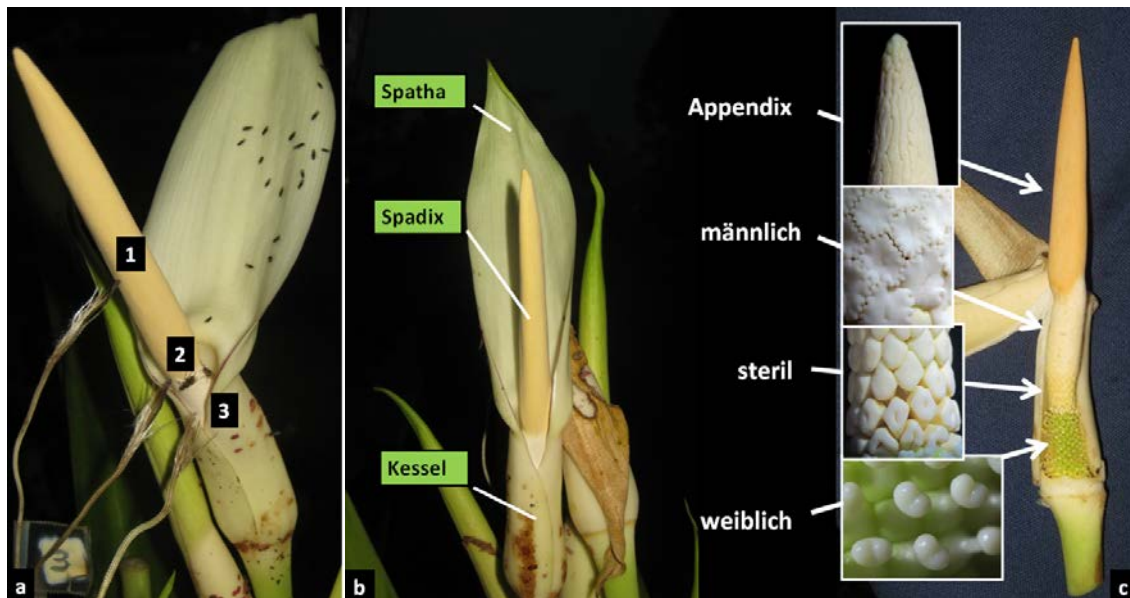 1
2
3
3
a
Spatha
Spadix
Kessel
b
Appendix
männlich
steril
weiblich
c